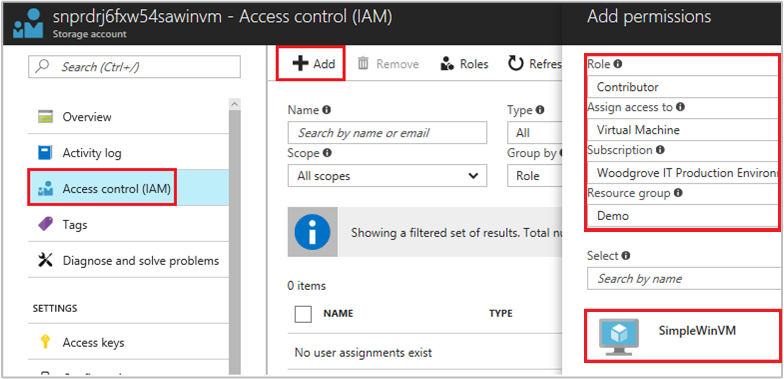 snprdrj6fxw54sawinvm - Access control (IAM)
Storage account
Search (Ctrl+/)
Overview
Activity log
Access control (IAM)
Tags
Diagnose and solve problems
SETTINGS
Access keys
Add
Remove
Roles
Refres
Name
Search by name or email
Type
All
Scope
All scopes
Group by
Role
Showing a filtered set of results. Total nu
0 items
NAME
TYPE
No user assignments exist
Add permissions
Role
Contributor
Assign access to
Virtual Machine
Subscription
Woodgrove IT Production Environ
Resource group
Demo
Select
Search by name
SimpleWinVM